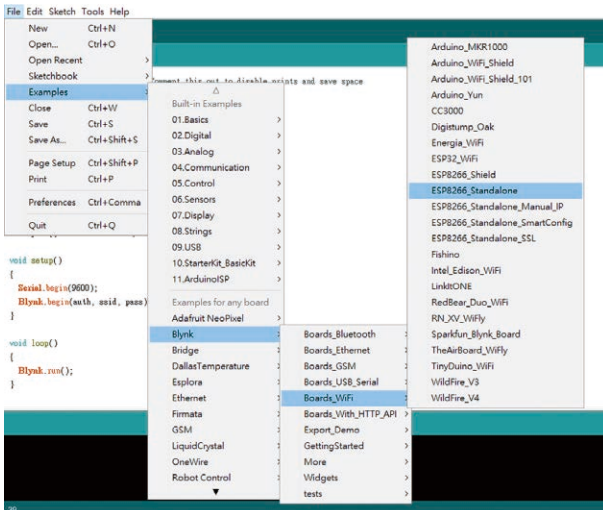 File Edit Sketch Tools Help
New Ctrl+N
Open... Ctrl+O
Open Recent
Sketchbook
Examples
Close Ctrl+W
Save Ctrl+S
Save As... Ctrl+Shift+S
Page Setup Ctrl+Shift+P
Print Ctrl+P
Preferences Ctrl+Comma
Quit Ctrl+Q
this out to disable prints and save space
void setup()
{
Serial.begin(9600);
Blynk.begin(auth, ssid, pass)
}
void loop()
{
Blynk.run();
}
Built-in Examples
01.Basics
02.Digital
03.Analog
04.Communication
05.Control
06.Sensors
07.Display
08.Strings
09.USB
10.StarterKit_BasicKit
11.ArduinoISP
Examples for any board
Adafruit NeoPixel
Blynk
Bridge
DallasTemperature
Esplora
Ethernet
Firmata
GSM
LiquidCrystal
OneWire
Robot Control
Boards_Bluetooth
Boards_Ethernet
Boards_GSM
Boards_USB_Serial
Boards_WiFi
Boards_With_HTTP_API
Export_Demo
GettingStarted
More
Widgets
tests
Arduino_MKR1000
Arduino_WiFi_Shield
Arduino_WiFi_Shield_101
Arduino_Yun
CC3000
Digistump_Oak
Energia_WiFi
ESP32_WiFi
ESP8266_Shield
ESP8266_Standalone
ESP8266_Standalone_Manual_IP
ESP8266_Standalone_SmartConfig
ESP8266_Standalone_SSL
Fishino
Intel_Edison_WiFi
LinkItONE
RedBear_Duo_WiFi
RN_XV_WiFly
Sparkfun_Blynk_Board
TheAirBoard_WiFly
TinyDuino_WiFi
WildFire_V3
WildFire_V4